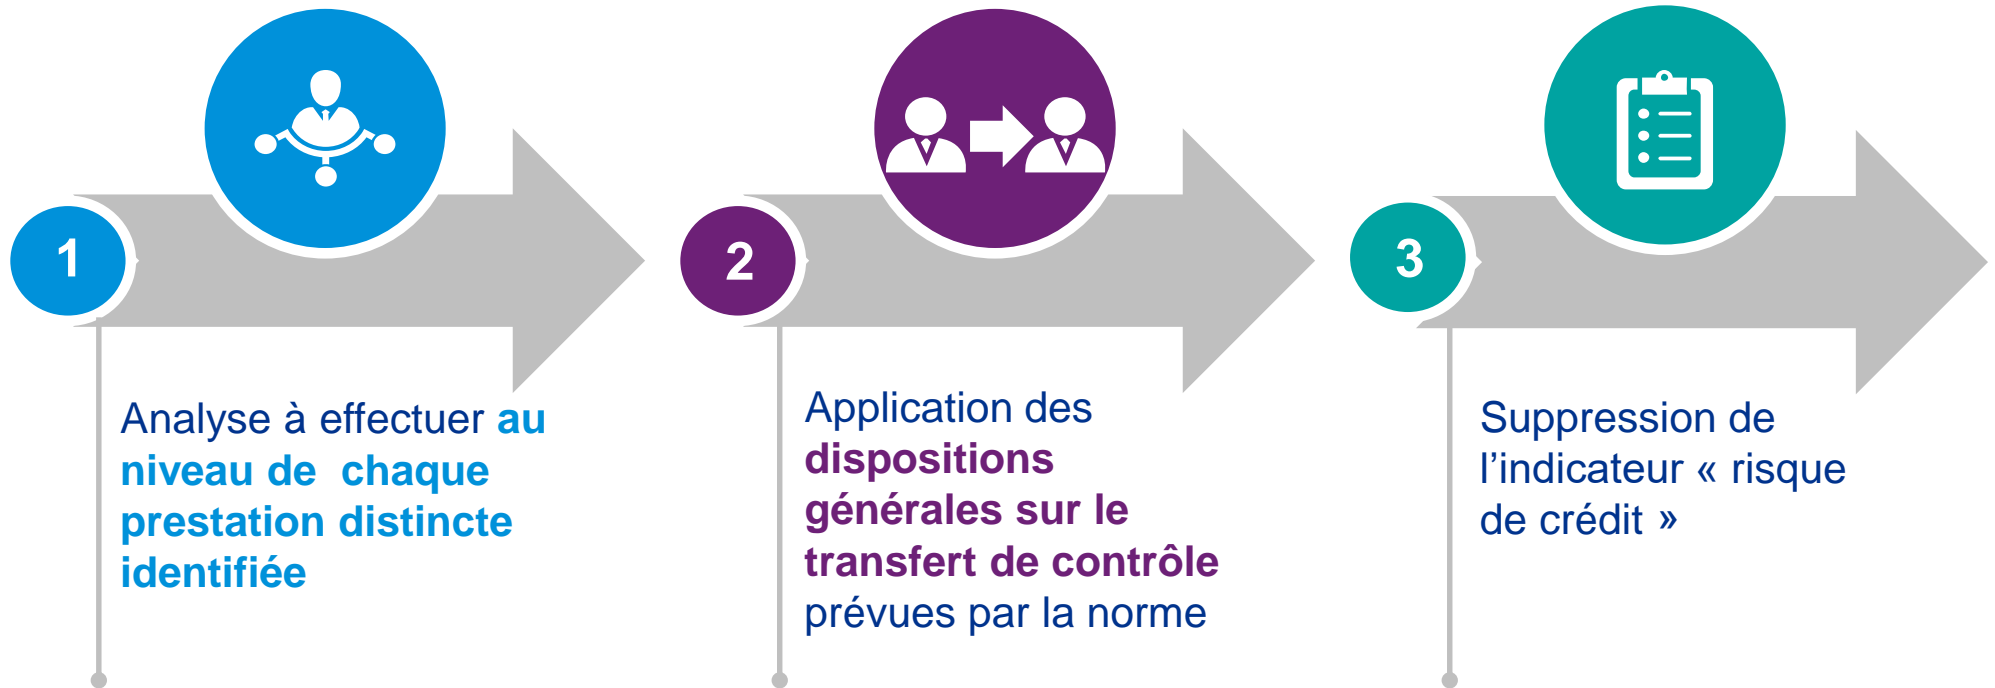 1
Analyse à effectuer au
niveau de  chaque
prestation distincte
identifiée
2
Application des
dispositions
générales sur le
transfert de contrôle
prévues par la norme
3
Suppression de
l’indicateur « risque
de crédit »